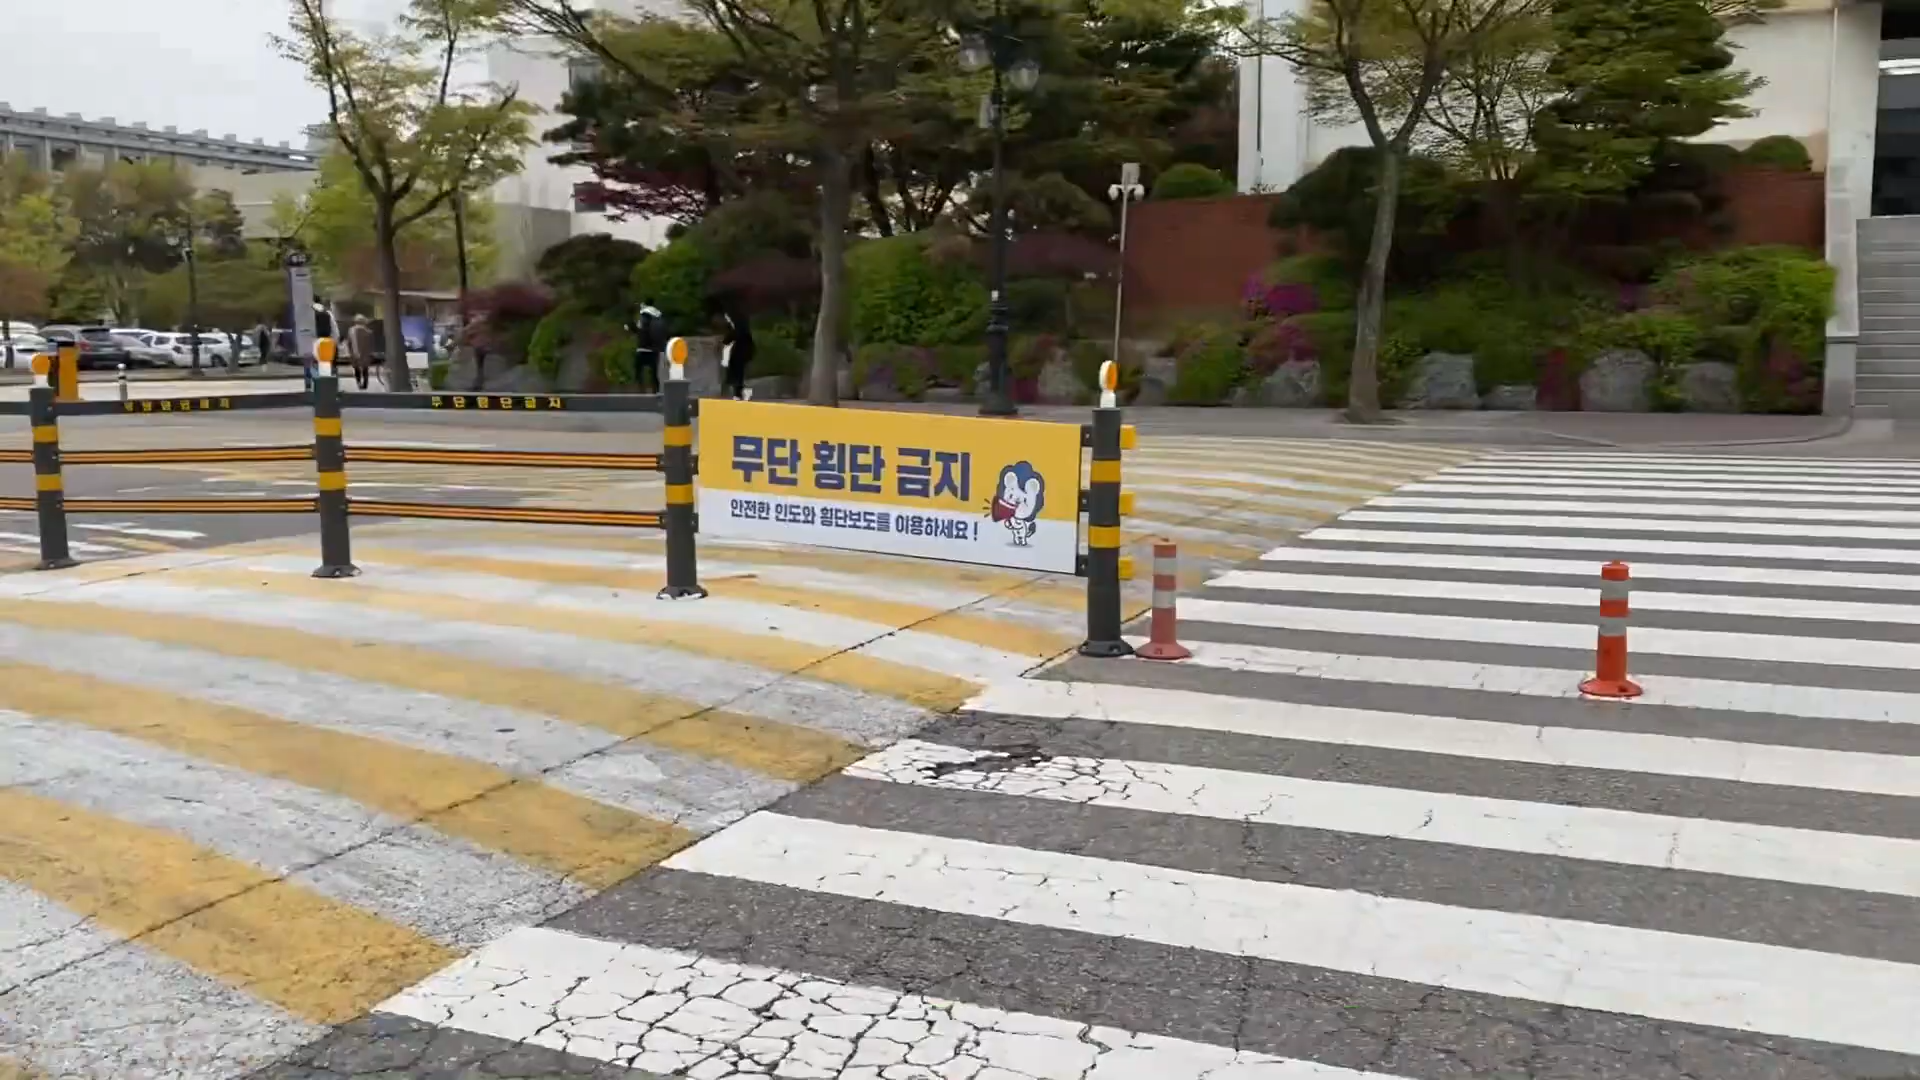 무단횡단금지
무단 횡단 금지
안전한 인도와 횡단보도를 이용하세요 !